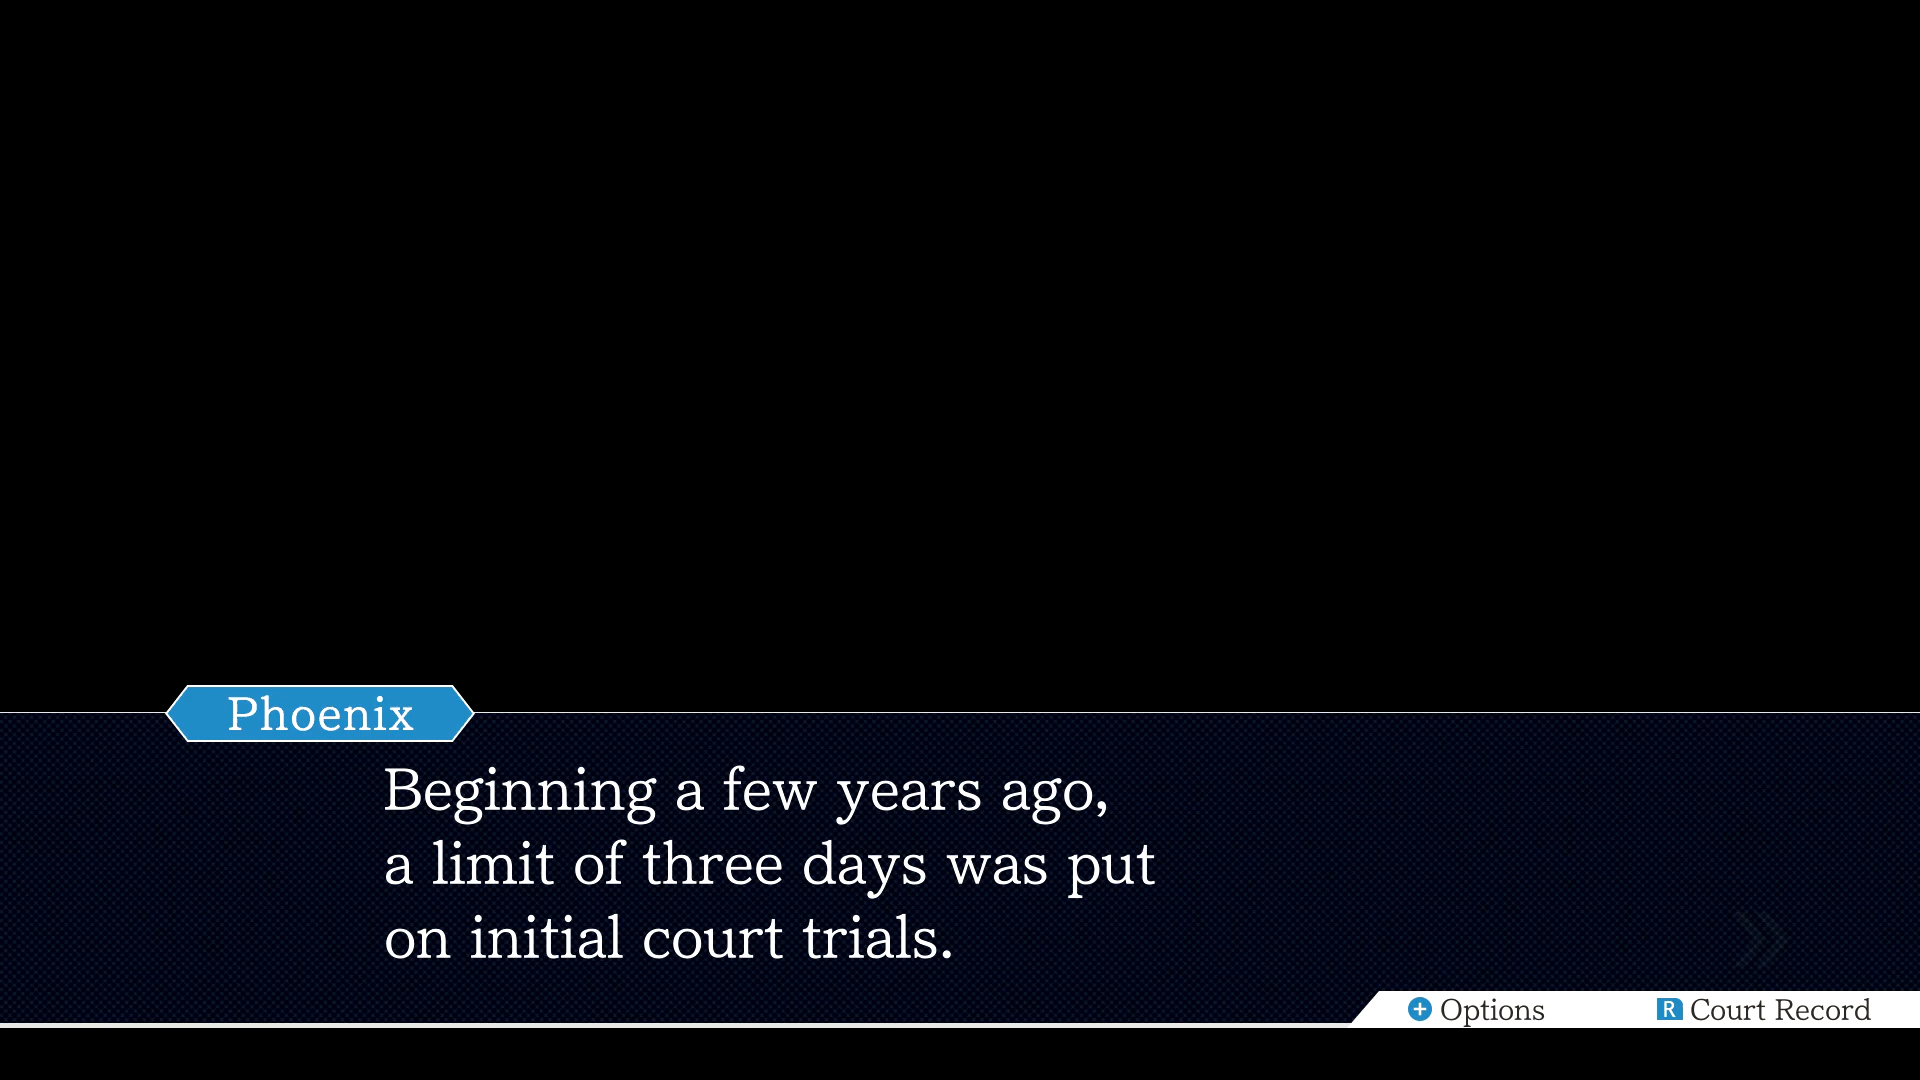 Phoenix
Beginning a few years ago,
a limit of three days was put
on initial court trials.
+ Options
R Court Record